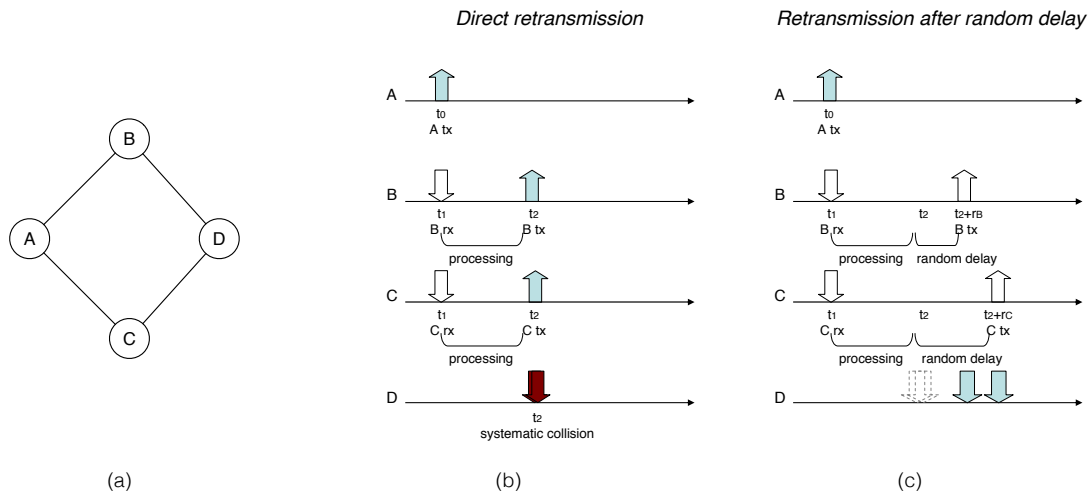 Direct retransmission
Retransmission after random delay
B
A
D
C
(a)
A
t0
A tx
B
t1
B rx
t2
B tx
processing
C
t1
C rx
t2
C tx
processing
D
t2
systematic collision
(b)
A
t0
A tx
B
t1
B rx
t2
t2+rB
B tx
processing
random delay
C
t1
C rx
t2
t2+rC
C tx
processing
random delay
D
(c)